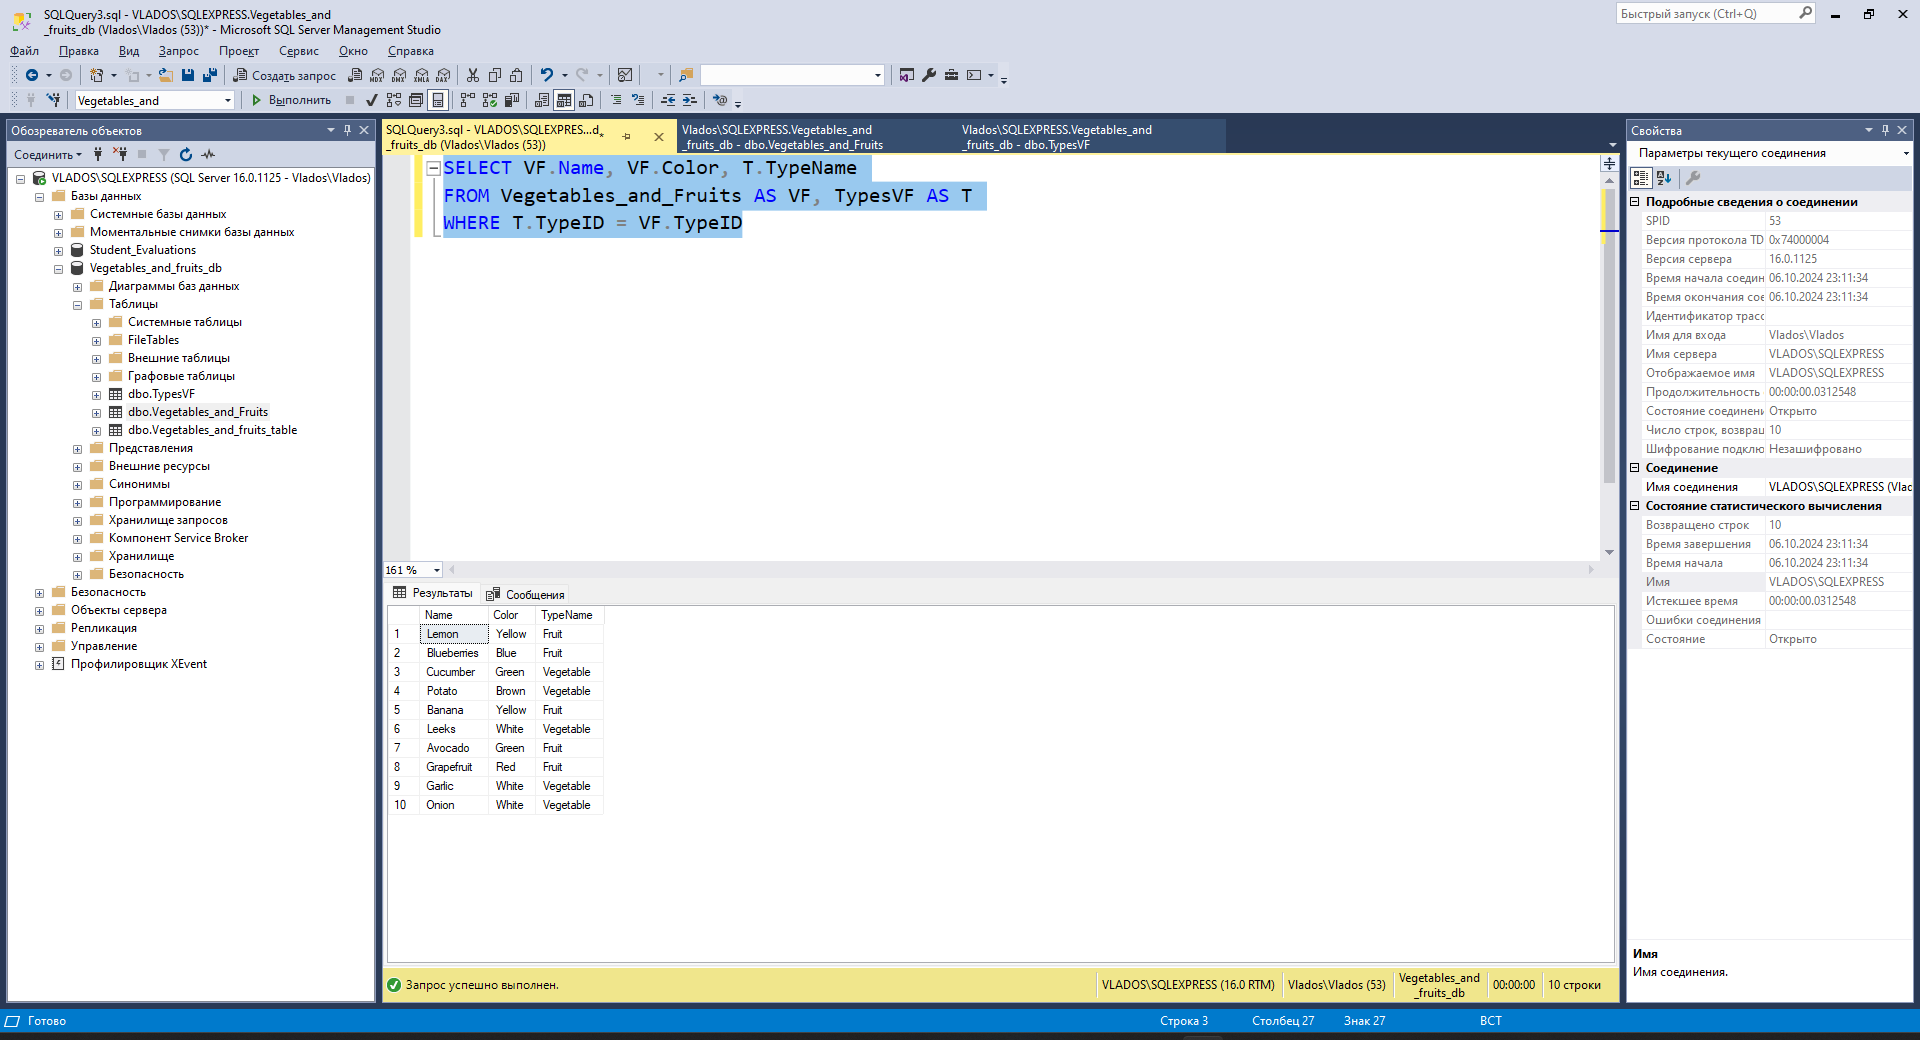 SQLQuery3.sql - VLADOS\SQLEXPRESS.Vegetables_and
_fruits_db (Vlados\Vlados (53))* - Microsoft SQL Server Management Studio
Быстрый запуск (Ctrl+Q)
Файл Правка Вид Запрос Проект Сервис Окно Справка
Создать запрос
MDX DMX XMLA DAX
Vegetables_and
Выполнить
Обозреватель объектов
Соединить
VLADOS\SQLEXPRESS (SQL Server 16.0.1125 - Vlados\Vlados)
Базы данных
Системные базы данных
Моментальные снимки базы данных
Student_Evaluations
Vegetables_and_fruits_db
Диаграммы баз данных
Таблицы
Системные таблицы
FileTables
Внешние таблицы
Графовые таблицы
dbo.TypesVF
dbo.Vegetables_and_Fruits
dbo.Vegetables_and_fruits_table
Представления
Внешние ресурсы
Синонимы
Программирование
Хранилище запросов
Компонент Service Broker
Хранилище
Безопасность
Безопасность
Объекты сервера
Репликация
Управление
Профилировщик XEvent
SQLQuery3.sql - VLADOS\SQLEXPRES...d*
_fruits_db (Vlados\Vlados (53))
Vlados\SQLEXPRESS.Vegetables_and
_fruits_db - dbo.Vegetables_and_Fruits
Vlados\SQLEXPRESS.Vegetables_and
_fruits_db - dbo.TypesVF
SELECT VF.Name, VF.Color, T.TypeName
FROM Vegetables_and_Fruits AS VF, TypesVF AS T
WHERE T.TypeID = VF.TypeID
161 %
Результаты Сообщения
Name Color TypeName
1 Lemon Yellow Fruit
2 Blueberries Blue Fruit
3 Cucumber Green Vegetable
4 Potato Brown Vegetable
5 Banana Yellow Fruit
6 Leeks White Vegetable
7 Avocado Green Fruit
8 Grapefruit Red Fruit
9 Garlic White Vegetable
10 Onion White Vegetable
Запрос успешно выполнен.
VLADOS\SQLEXPRESS (16.0 RTM)
Vlados\Vlados (53)
Vegetables_and
_fruits_db
00:00:00
10 строки
Свойства
Параметры текущего соединения
Подробные сведения о соединении
SPID 53
Версия протокола TD 0x74000004
Версия сервера 16.0.1125
Время начала соедин 06.10.2024 23:11:34
Время окончания сое 06.10.2024 23:11:34
Идентификатор трасс
Имя для входа Vlados\Vlados
Имя сервера VLADOS\SQLEXPRESS
Отображаемое имя VLADOS\SQLEXPRESS
Продолжительность 00:00:00.0312548
Состояние соединени Открыто
Число строк, возвращ 10
Шифрование подклю Незашифровано
Соединение
Имя соединения VLADOS\SQLEXPRESS (Vlac
Состояние статистического вычисления
Возвращено строк 10
Время завершения 06.10.2024 23:11:34
Время начала 06.10.2024 23:11:34
Имя VLADOS\SQLEXPRESS
Истекшее время 00:00:00.0312548
Ошибки соединения
Состояние Открыто
Имя
Имя соединения.
Готово
Строка 3
Столбец 27
Знак 27
ВСТ